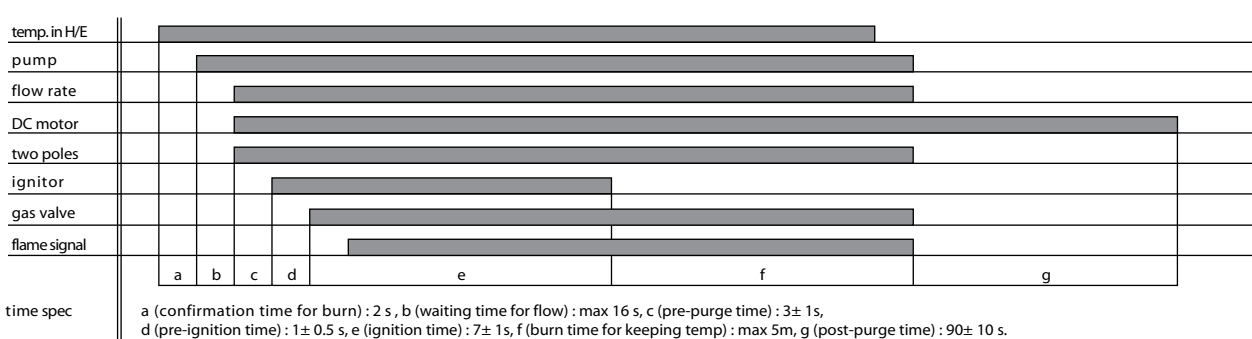 temp. in H/E
pump
flow rate
DC motor
two poles
ignitor
gas valve
flame signal
a b c d e f g
time spec a (confirmation time for burn) : 2 s , b (waiting time for flow) : max 16 s, c (pre-purge time) : 3± 1s,
d (pre-ignition time) : 1± 0.5 s, e (ignition time) : 7± 1s, f (burn time for keeping temp) : max 5m, g (post-purge time) : 90± 10 s.